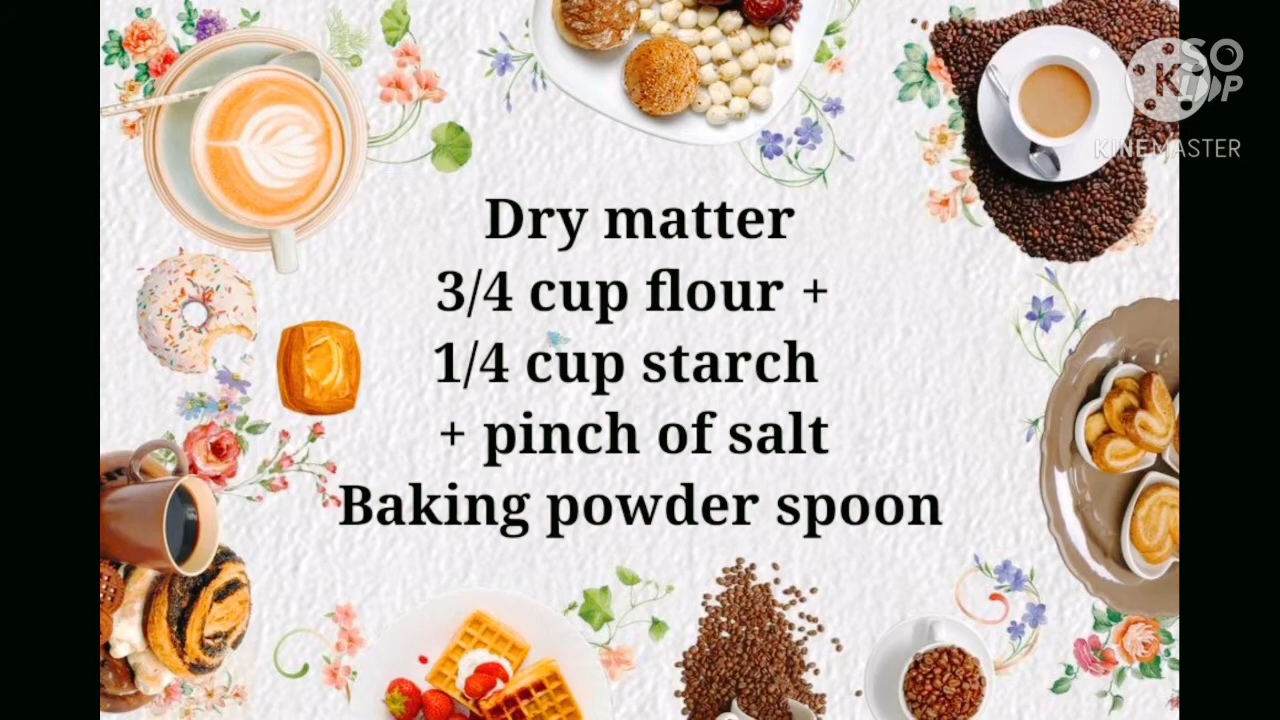 Dry matter
3/4 cup flour +
1/4 cup starch
+ pinch of salt
Baking powder spoon
K
KINEMASTER